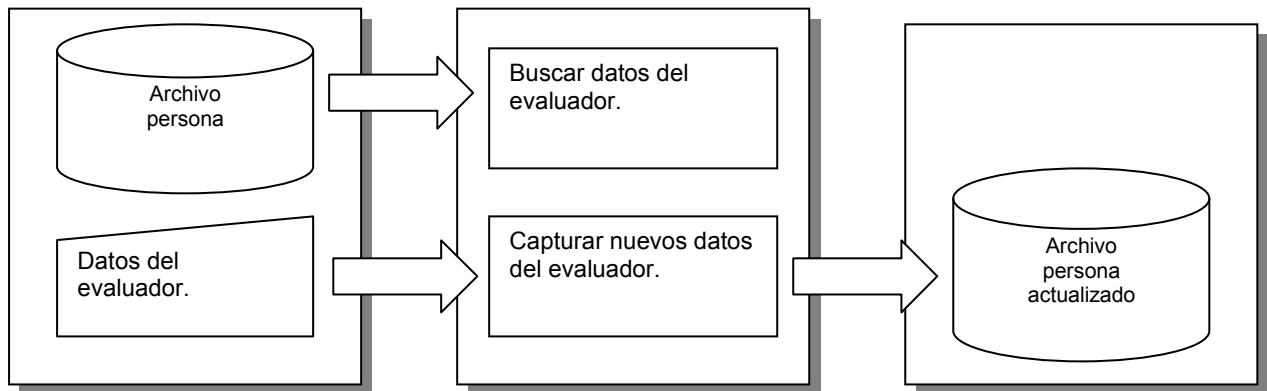 Archivo
persona
Datos del
evaluador.
Buscar datos del
evaluador.
Capturar nuevos datos
del evaluador.
Archivo
persona
actualizado